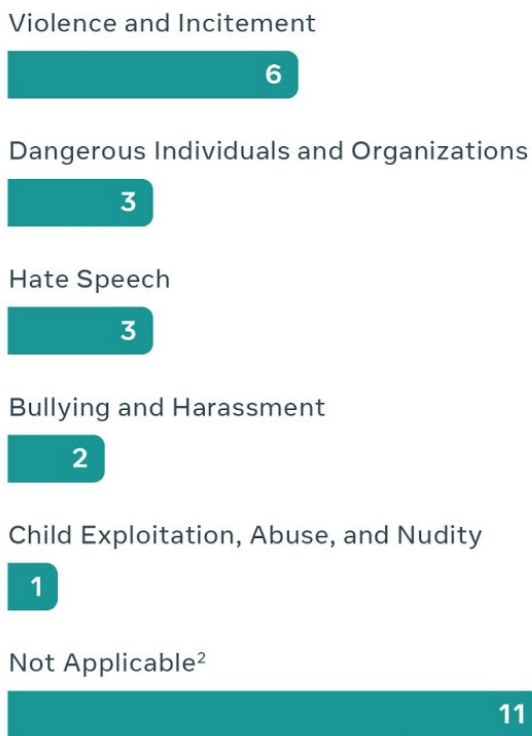 Violence and Incitement
6
Dangerous Individuals and Organizations
3
Hate Speech
3
Bullying and Harassment
2
Child Exploitation, Abuse, and Nudity
1
Not Applicable²
11